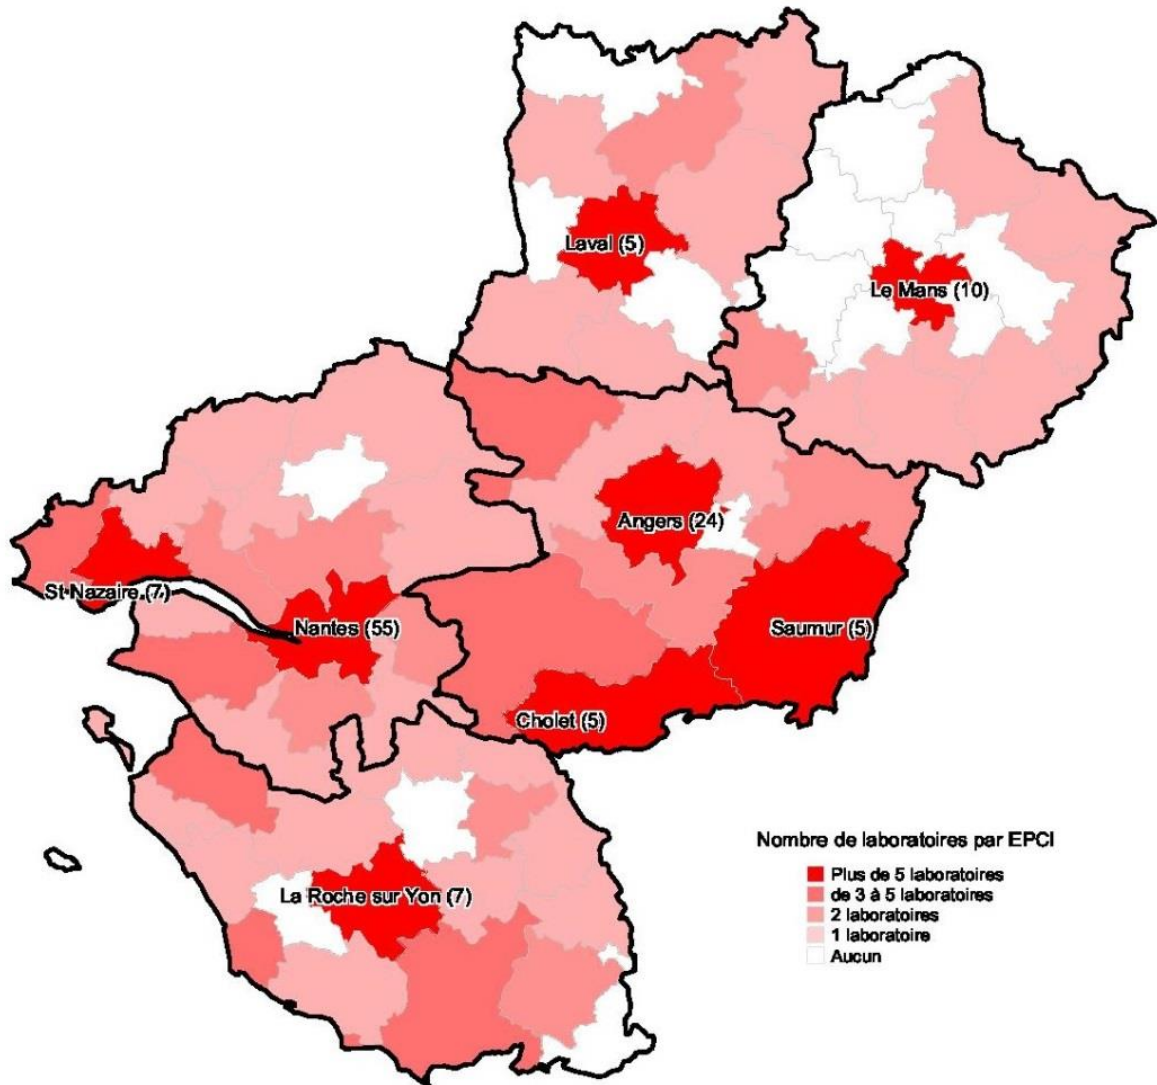 Laval (5)
Le Mans (10)
Angers (24)
St Nazaire (7)
Nantes (55)
Saumur (5)
Cholet (5)
La Roche sur Yon (7)
Nombre de laboratoires par EPCI
Plus de 5 laboratoires
de 3 à 5 laboratoires
2 laboratoires
1 laboratoire
Aucun